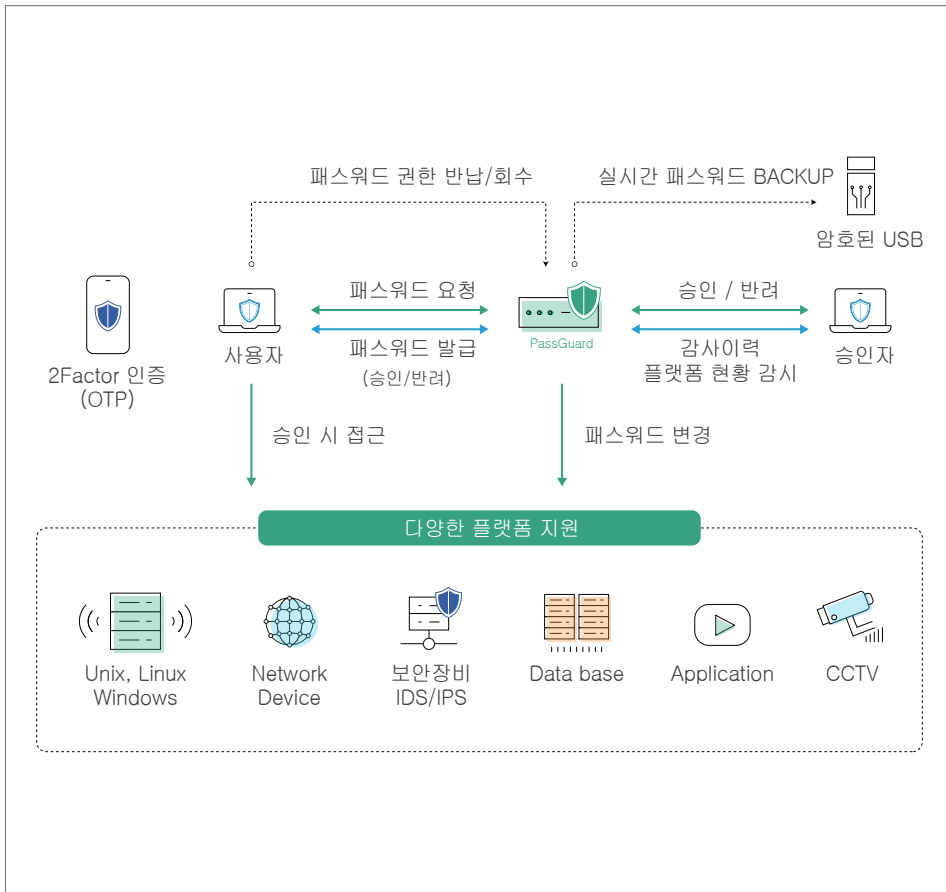 패스워드 권한 반납/회수
실시간 패스워드 BACKUP
암호된 USB
패스워드 요청
승인 / 반려
사용자
패스워드 발급
(승인/반려)
PassGuard
감사이력
플랫폼 현황 감시
승인자
2Factor 인증
(OTP)
승인 시 접근
패스워드 변경
다양한 플랫폼 지원
Unix, Linux
Windows
Network
Device
보안장비
IDS/IPS
Data base
Application
CCTV